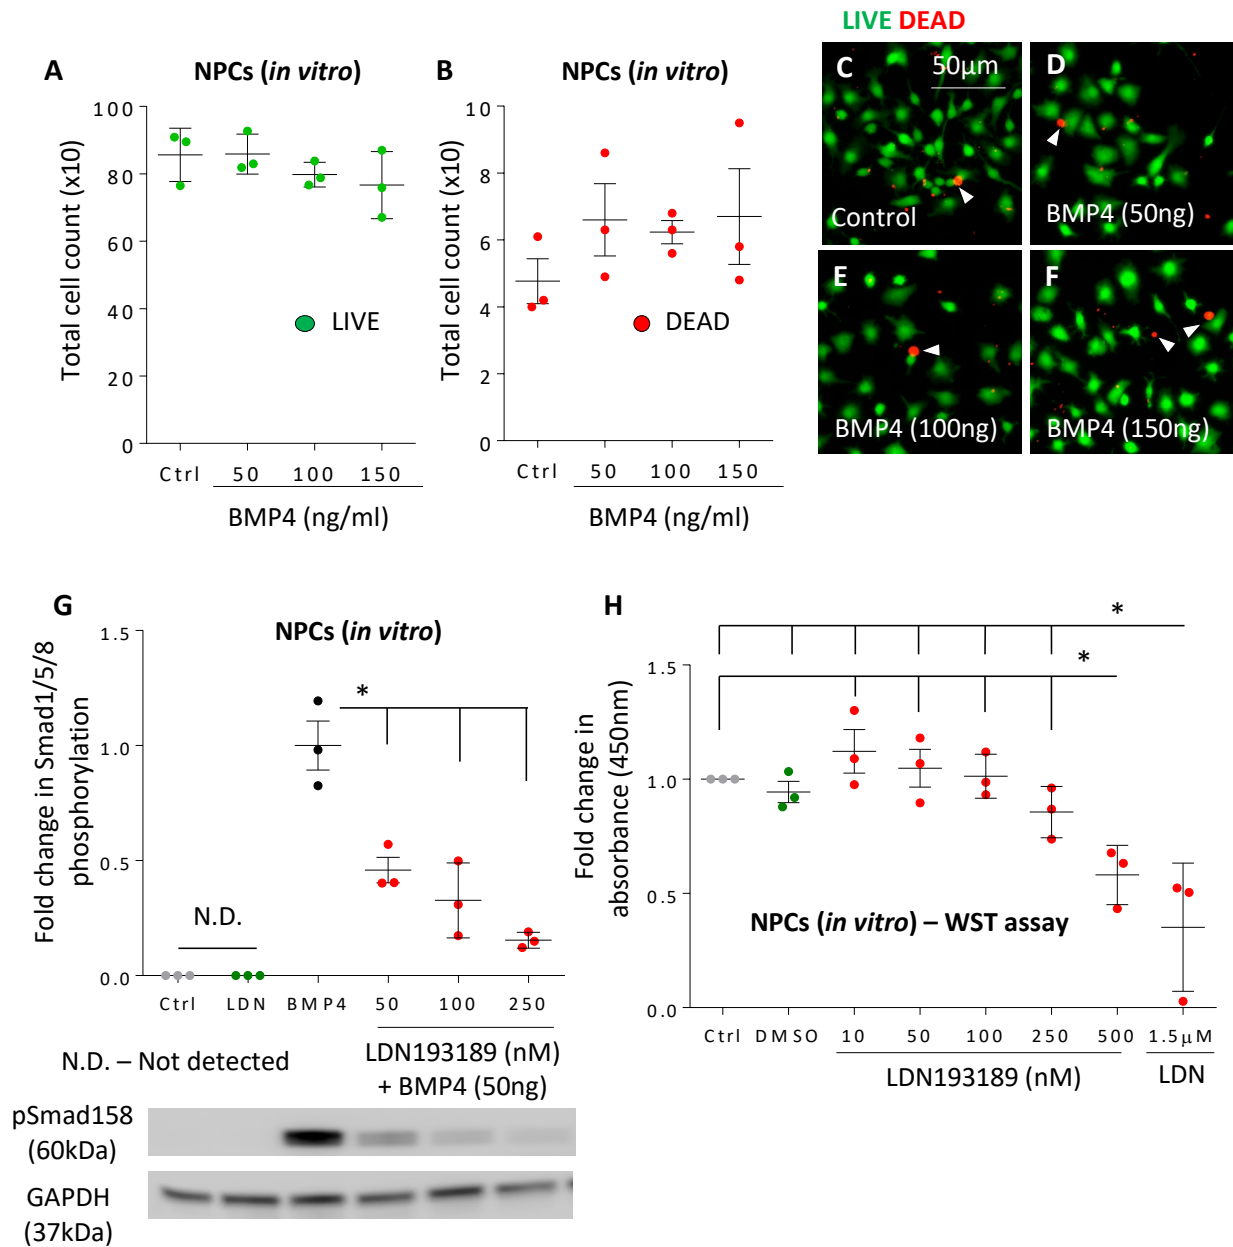 LIVE DEAD
A
NPCs (in vitro)
Total cell count (x10)
100
80
60
40
20
0
LIVE
Ctrl 50 100 150
BMP4 (ng/ml)
B
NPCs (in vitro)
Total cell count (x10)
10
8
6
4
2
0
DEAD
Ctrl 50 100 150
BMP4 (ng/ml)
C
50µm
Control
D
BMP4 (50ng)
E
BMP4 (100ng)
F
BMP4 (150ng)
G
NPCs (in vitro)
Fold change in Smad1/5/8
phosphorylation
1.5
1.0
0.5
0.0
*
N.D.
Ctrl LDN BMP4 50 100 250
LDN193189 (nM)
+ BMP4 (50ng)
N.D. – Not detected
pSmad158
(60kDa)
GAPDH
(37kDa)
H
*
*
Fold change in
absorbance (450nm)
1.5
1.0
0.5
0.0
NPCs (in vitro) – WST assay
Ctrl DMSO 10 50 100 250 500 1.5µM
LDN193189 (nM)
LDN